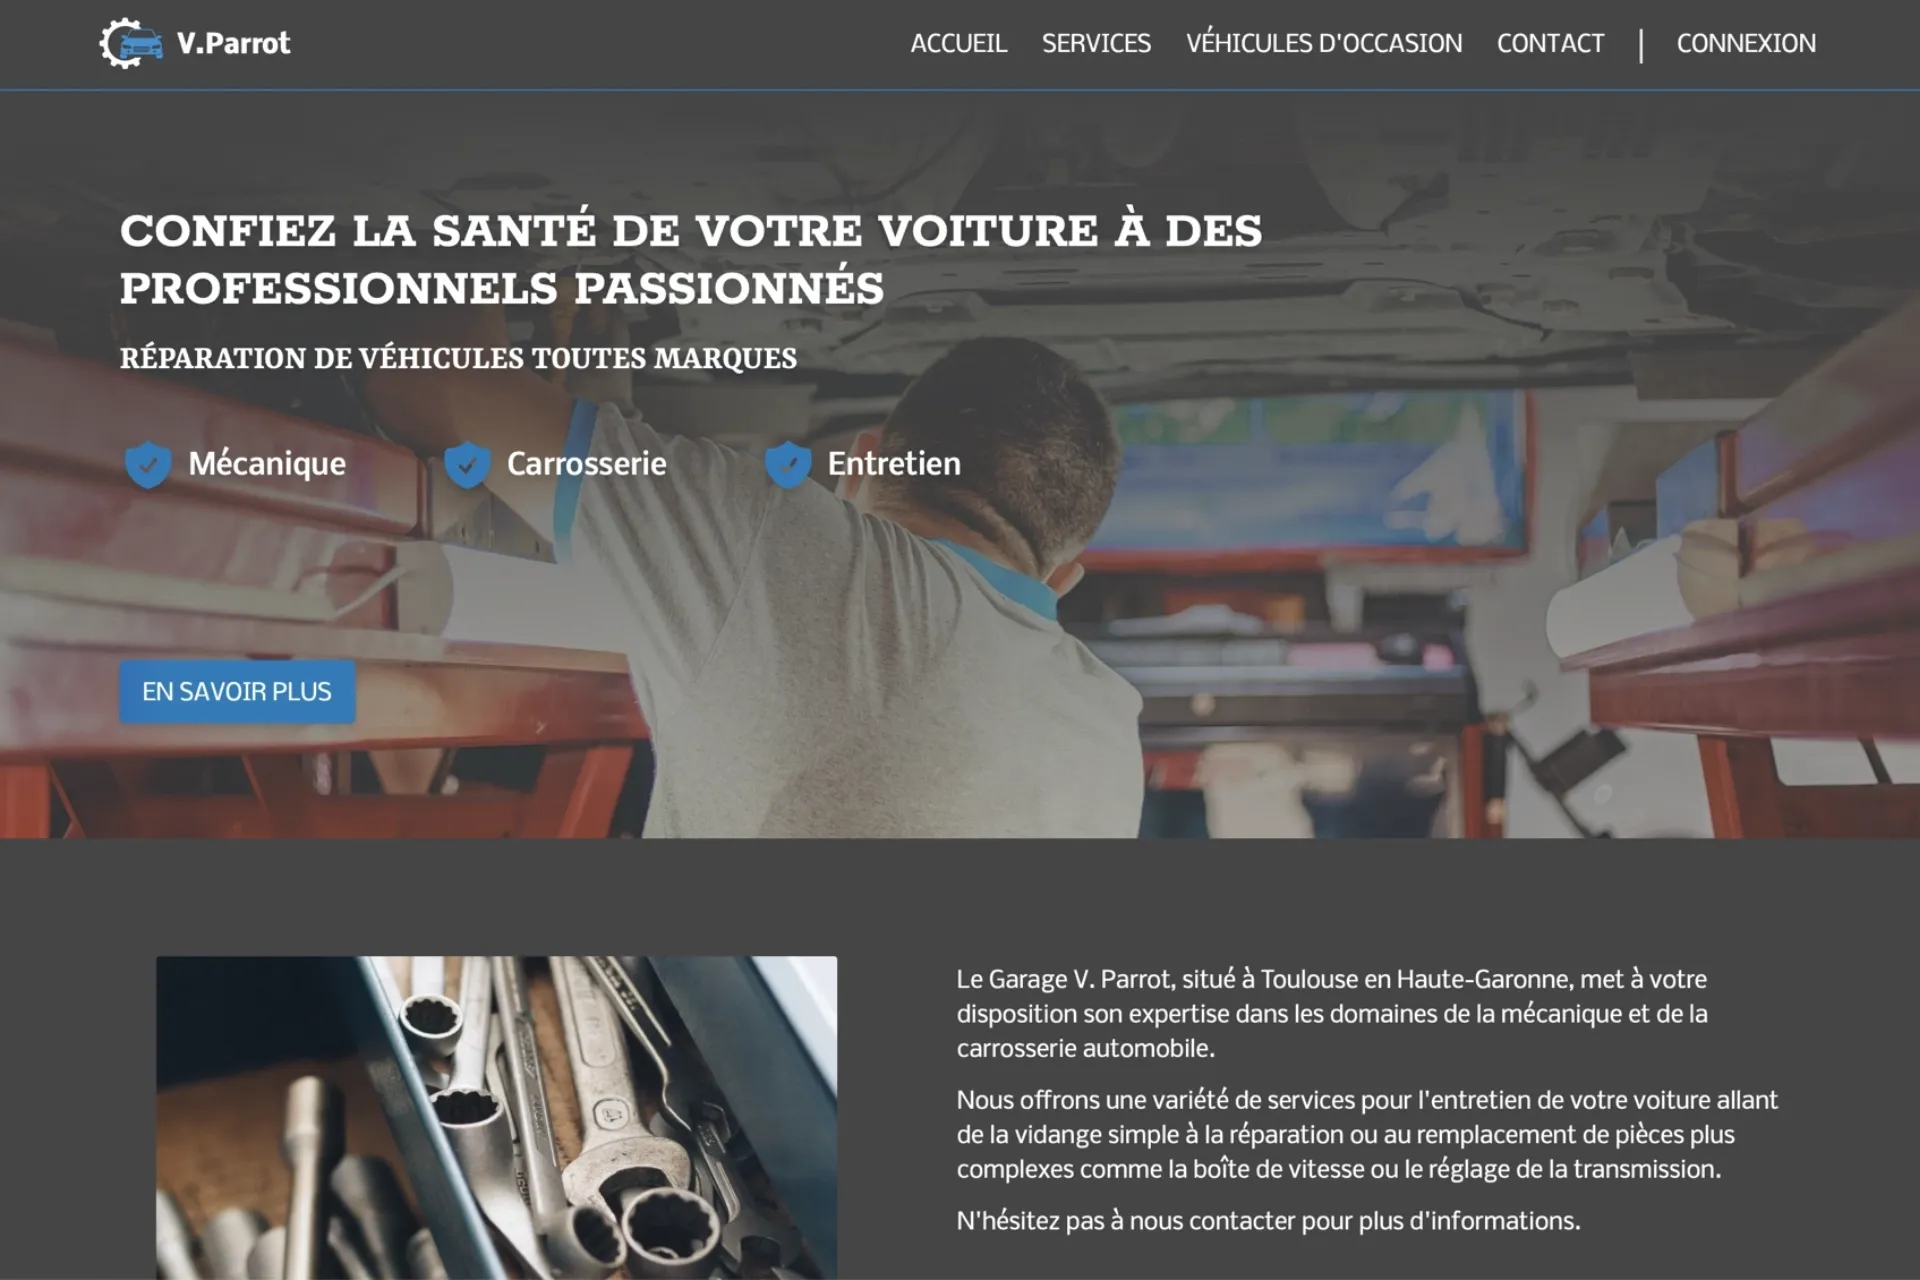 V.Parrot
ACCUEIL SERVICES VÉHICULES D'OCCASION CONTACT | CONNEXION
CONFIEZ LA SANTÉ DE VOTRE VOITURE À DES
PROFESSIONNELS PASSIONNÉS
RÉPARATION DE VÉHICULES TOUTES MARQUES
Mécanique Carrosserie Entretien
EN SAVOIR PLUS
Le Garage V. Parrot, situé à Toulouse en Haute-Garonne, met à votre
disposition son expertise dans les domaines de la mécanique et de la
carrosserie automobile.
Nous offrons une variété de services pour l'entretien de votre voiture allant
de la vidange simple à la réparation ou au remplacement de pièces plus
complexes comme la boîte de vitesse ou le réglage de la transmission.
N'hésitez pas à nous contacter pour plus d'informations.